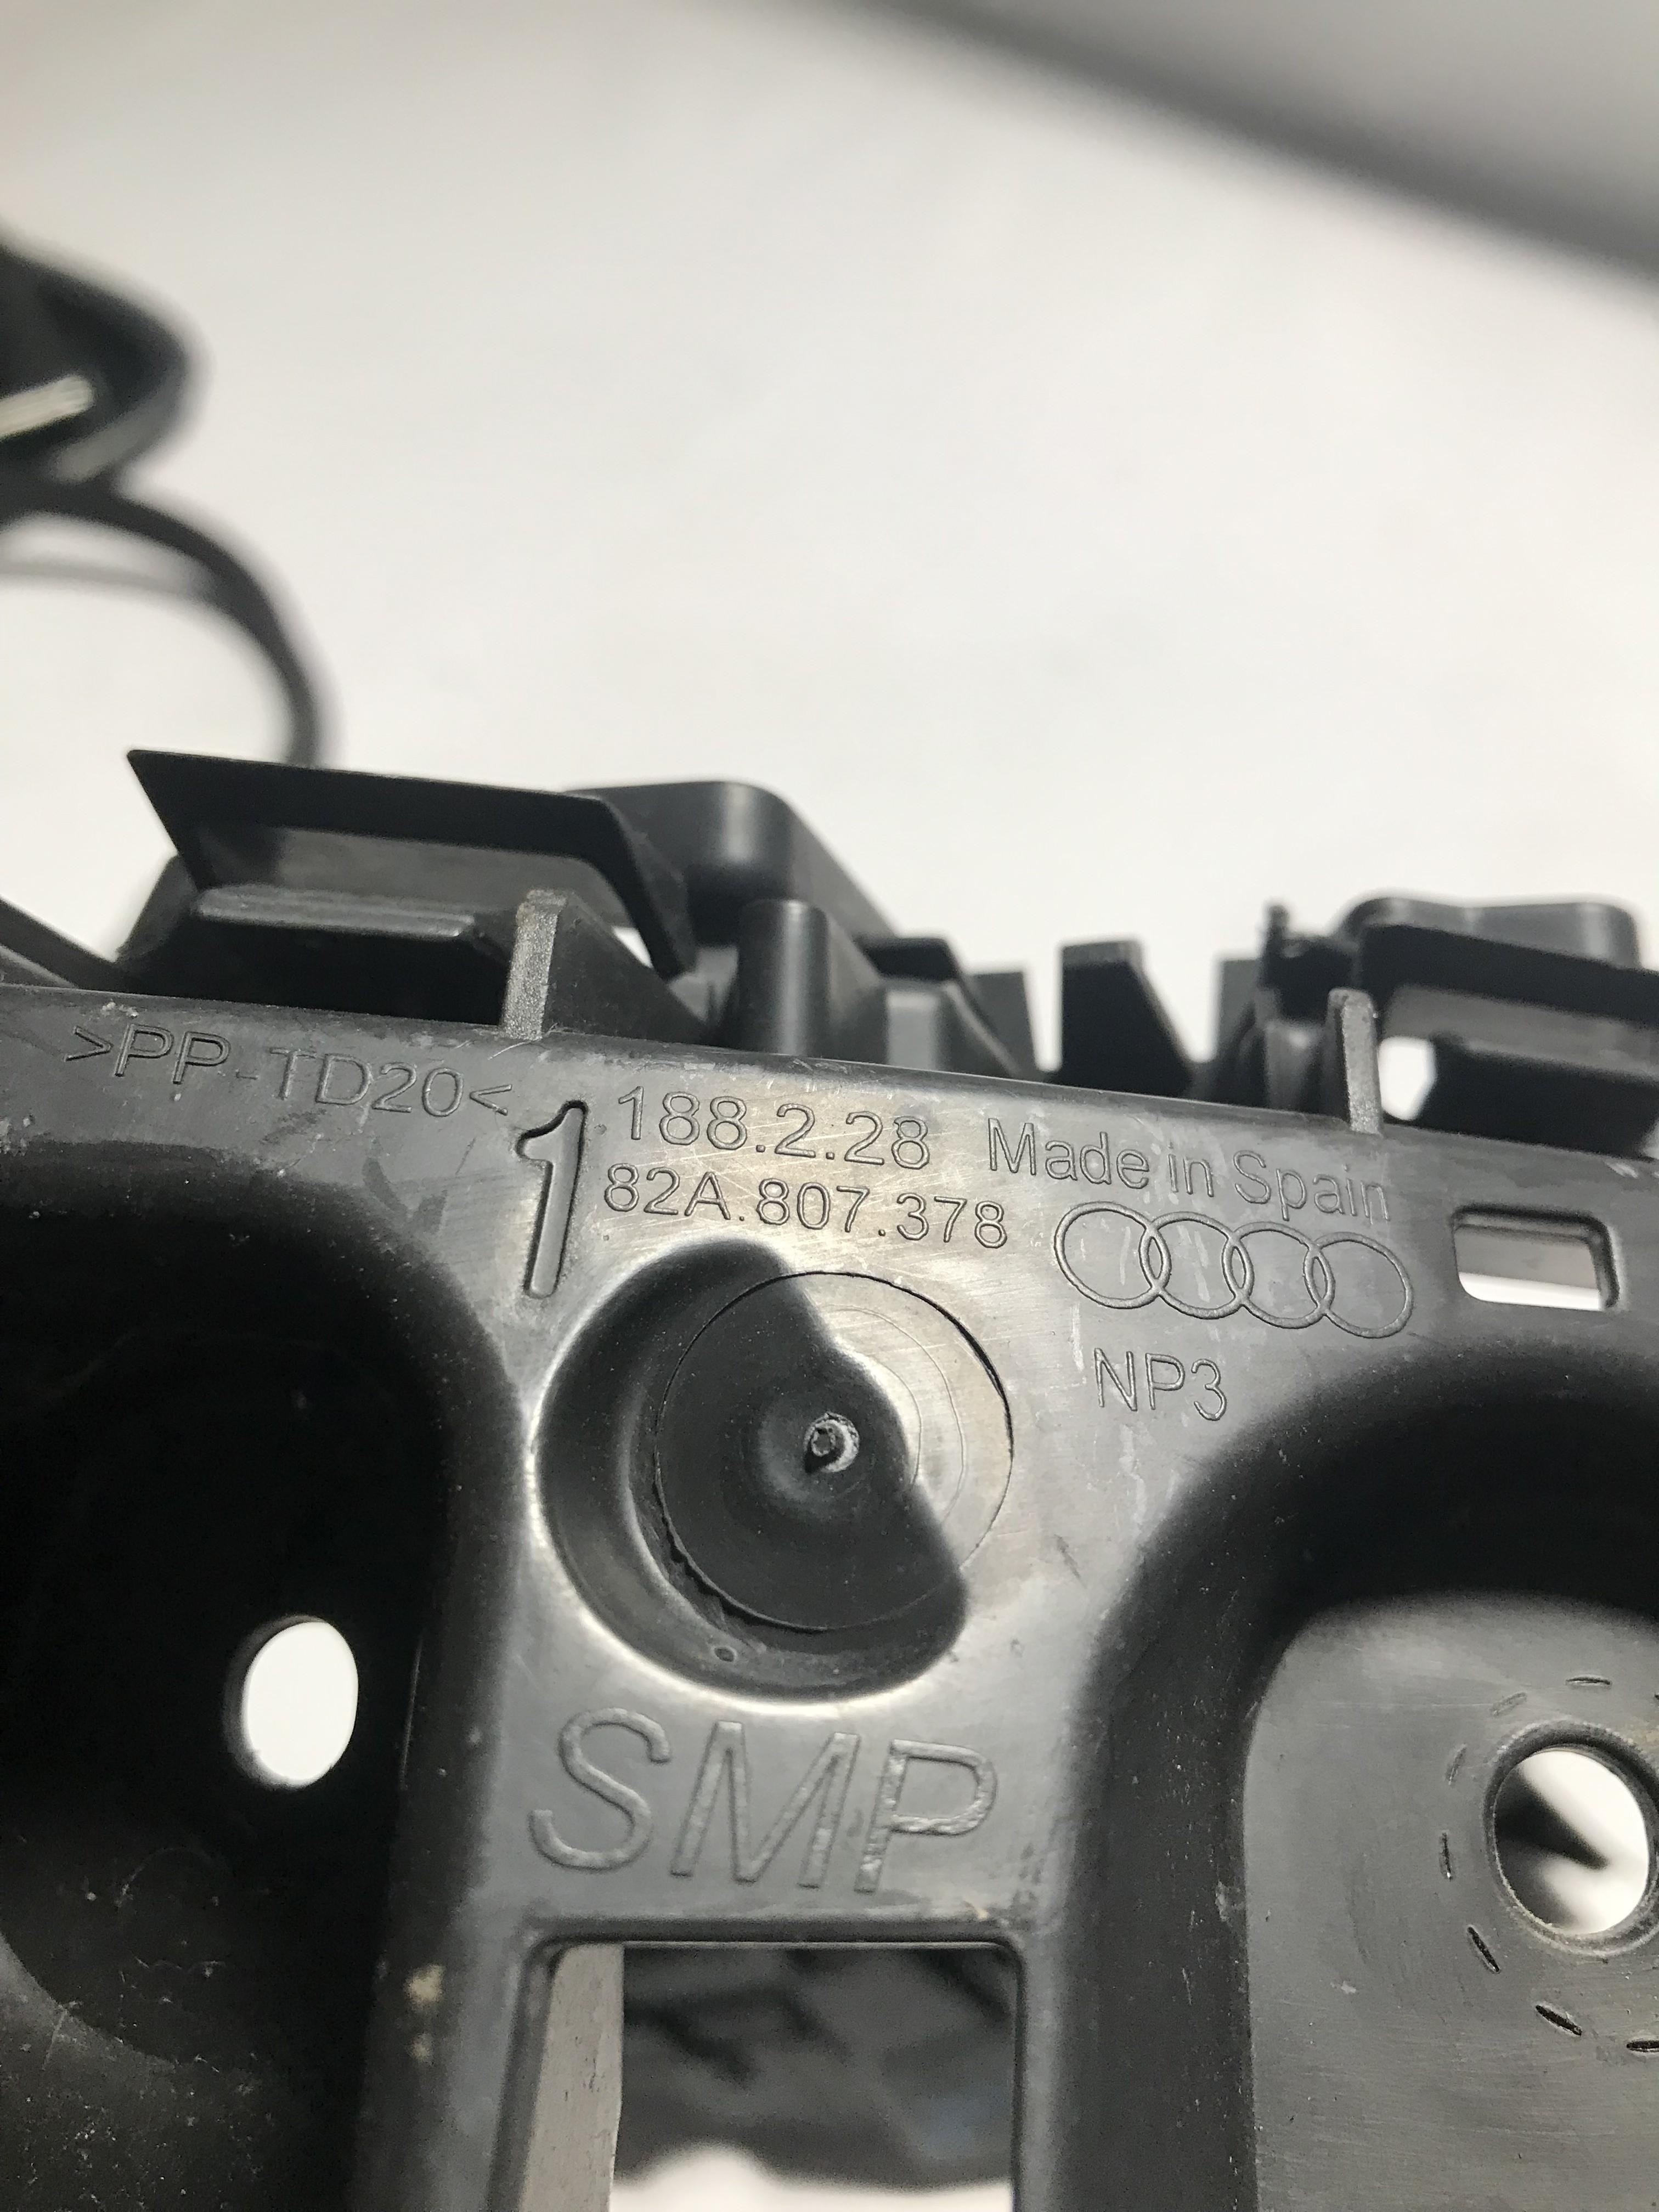 >PP-TD20<
1
188.2.28
82A.807.378
Made in Spain
NP3
SMP